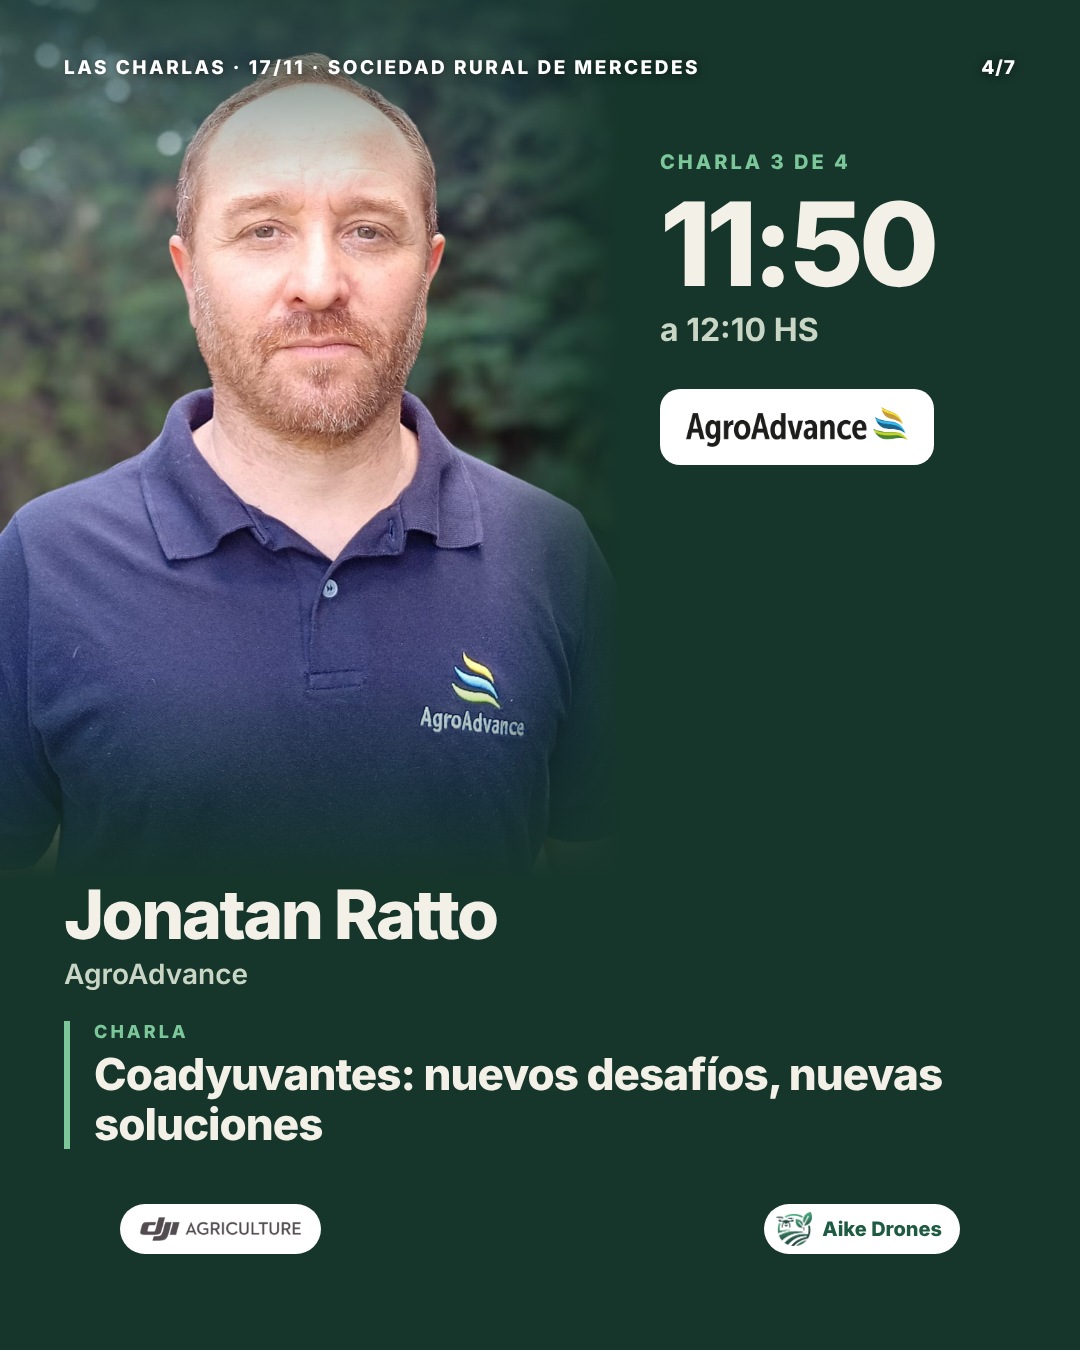 LAS CHARLAS · 17/11 · SOCIEDAD RURAL DE MERCEDES
4/7
CHARLA 3 DE 4
11:50
a 12:10 HS
AgroAdvance
AgroAdvance
Jonatan Ratto
AgroAdvance
CHARLA
Coadyuvantes: nuevos desafíos, nuevas
soluciones
dji AGRICULTURE
Aike Drones